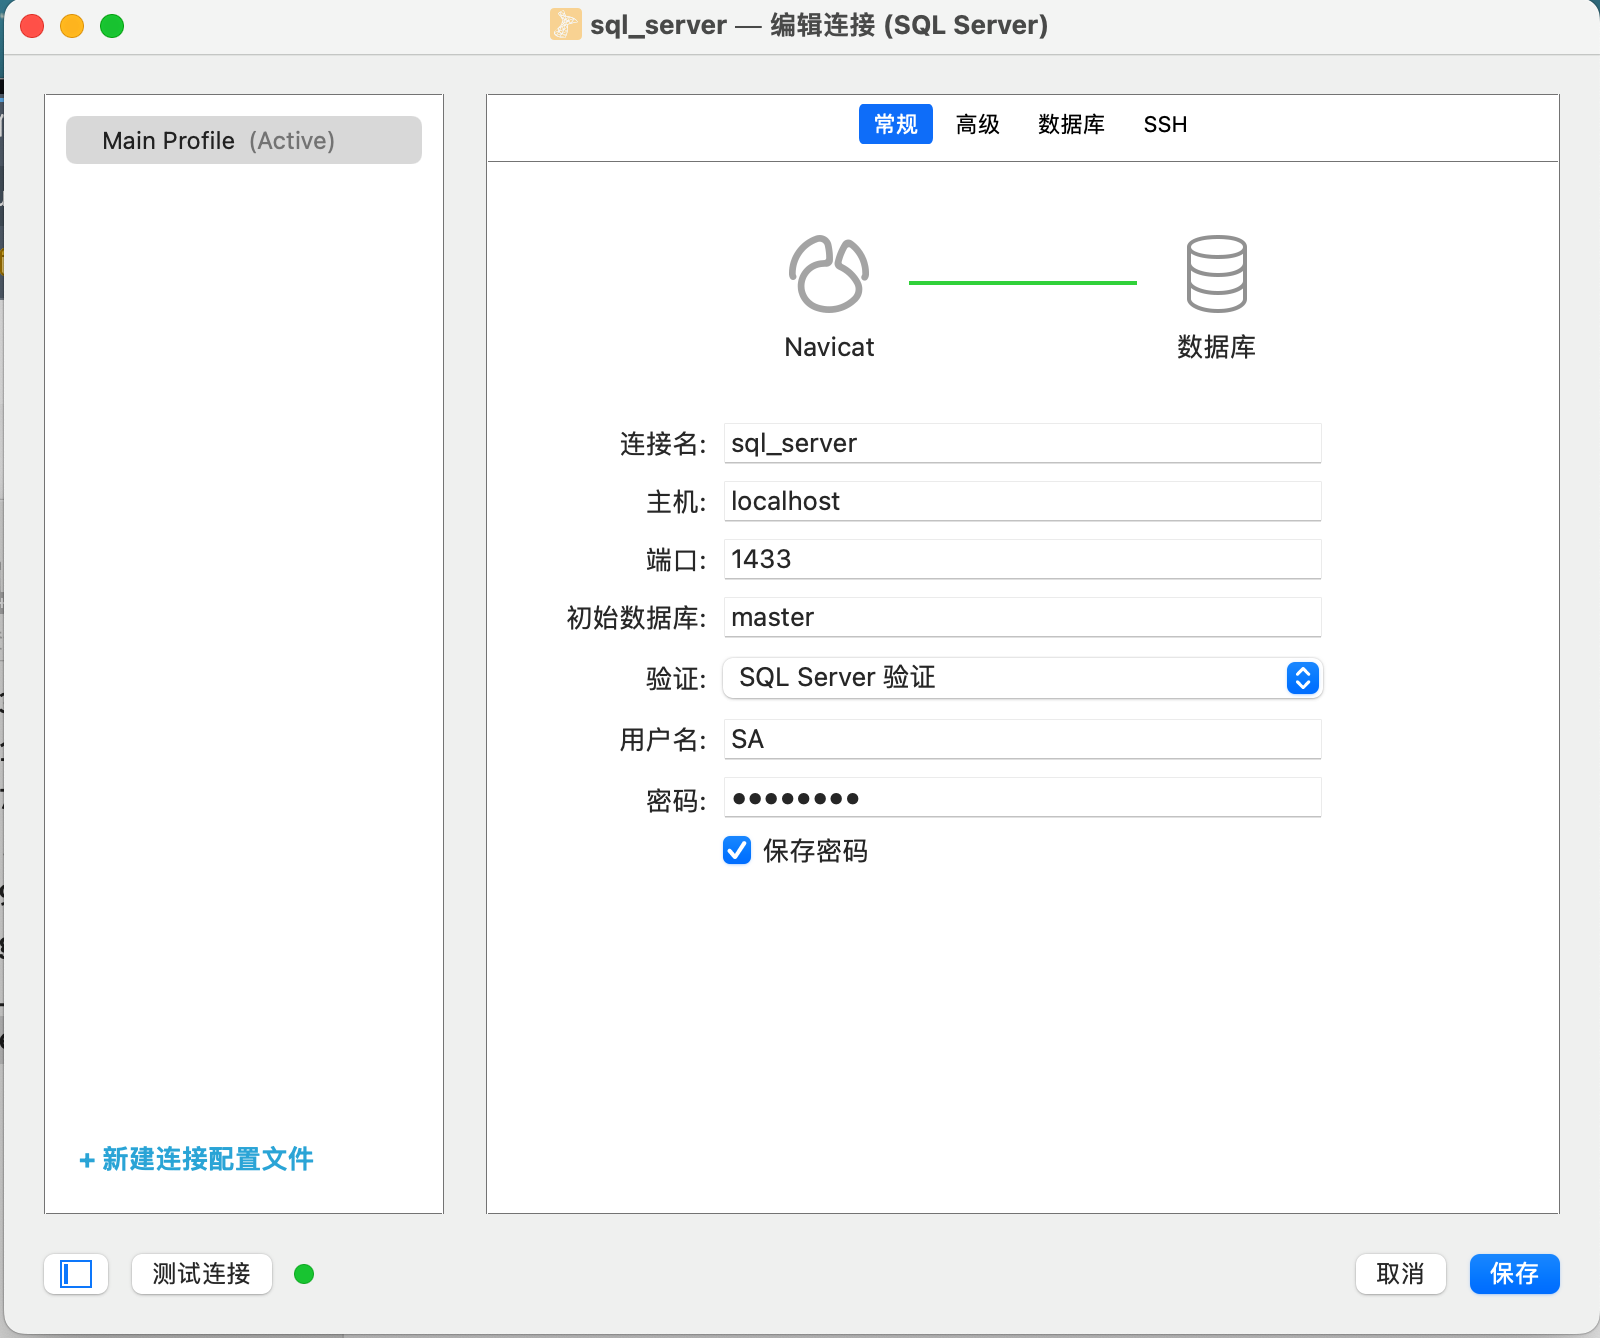 sql_server — 编辑连接 (SQL Server)
Main Profile (Active)
常规 高级 数据库 SSH
Navicat 数据库
连接名: sql_server
主机: localhost
端口: 1433
初始数据库: master
验证: SQL Server 验证
用户名: SA
密码: ●●●●●●●●
保存密码
+ 新建连接配置文件
测试连接 取消 保存